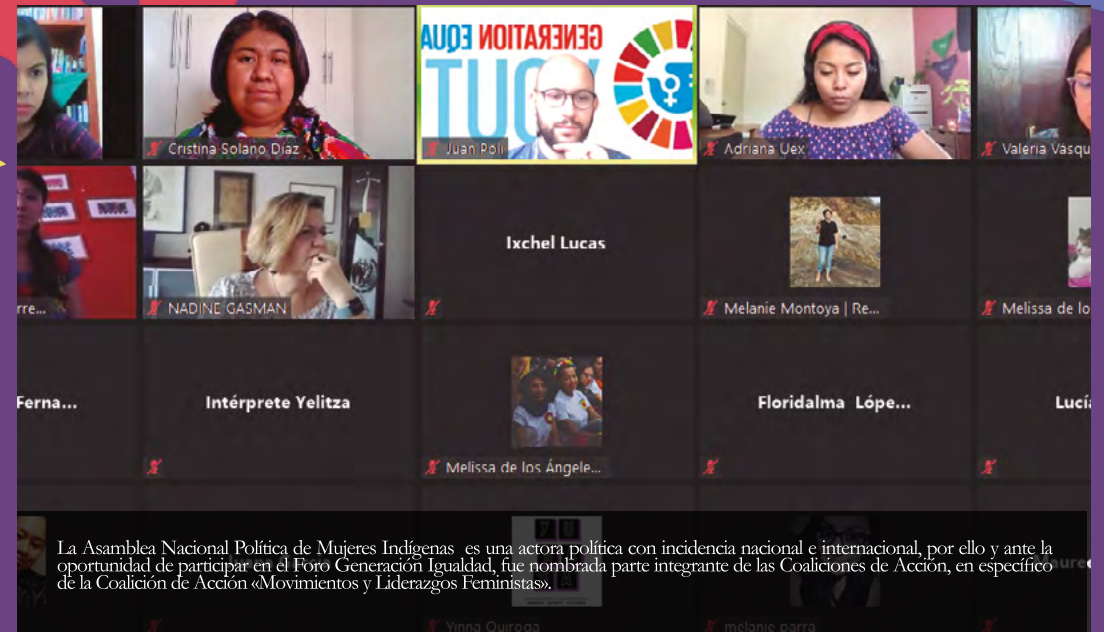 GENERATION EQUA
Cristina Solano Díaz
Juan Poli
Adriana Uex
Valeria Vasqu
rre...
NADINE GASMAN
Ixchel Lucas
Melanie Montoya | Re...
Melissa de lo
Ferna...
Intérprete Yelitza
Melissa de los Ángele...
Floridalma Lópe...
Lucía
La Asamblea Nacional Política de Mujeres Indígenas es una actora política con incidencia nacional e internacional, por ello y ante la
oportunidad de participar en el Foro Generación Igualdad, fue nombrada parte integrante de las Coaliciones de Acción, en específico
de la Coalición de Acción «Movimientos y Liderazgos Feministas».
Yinna Quiroga
melanie parra